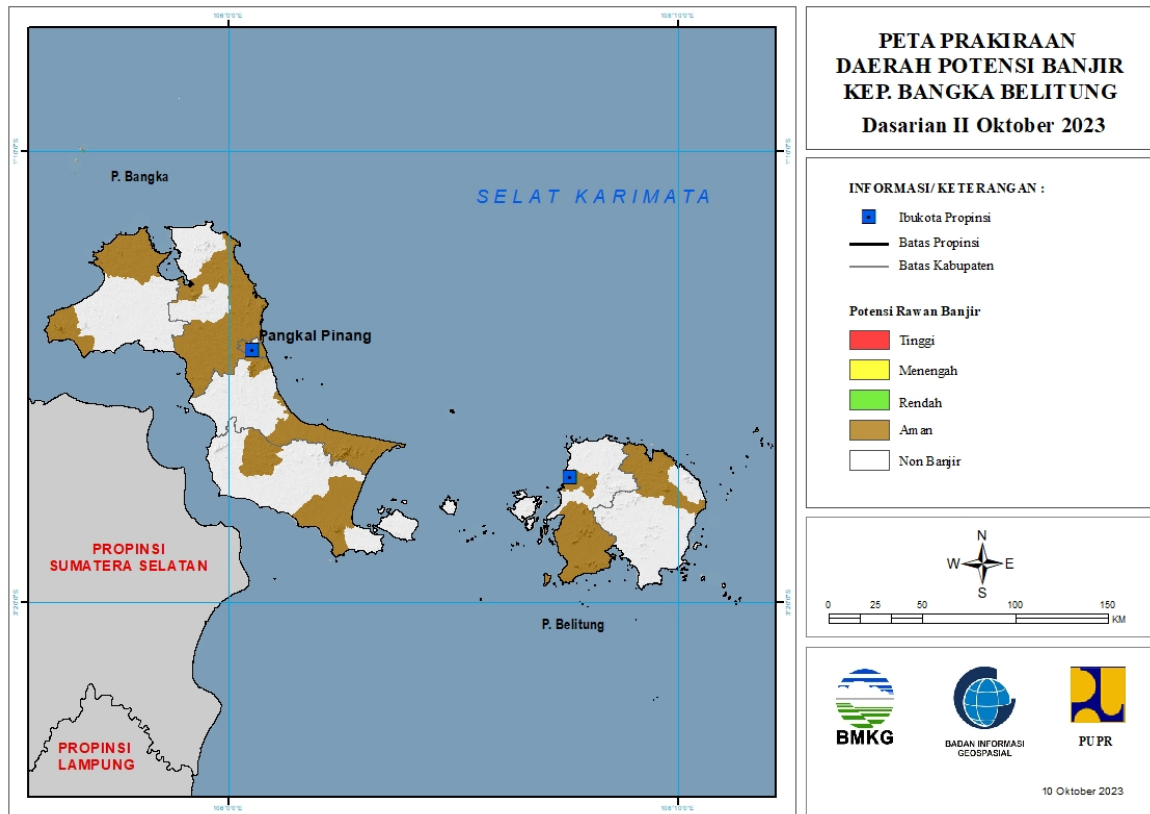 PETA PRAKIRAAN
DAERAH POTENSI BANJIR
KEP. BANGKA BELITUNG
Dasarian II Oktober 2023
INFORMASI/ KETERANGAN :
Ibukota Propinsi
Batas Propinsi
Batas Kabupaten
Potensi Rawan Banjir
Tinggi
Menengah
Rendah
Aman
Non Banjir
N
W E
S
0 25 50 100 150
KM
BMKG
BADAN INFORMASI
GEOSPASIAL
PUPR
10 Oktober 2023
P. Bangka
SELAT KARIMATA
Pangkal Pinang
PROPINSI
SUMATERA SELATAN
P. Belitung
PROPINSI
LAMPUNG